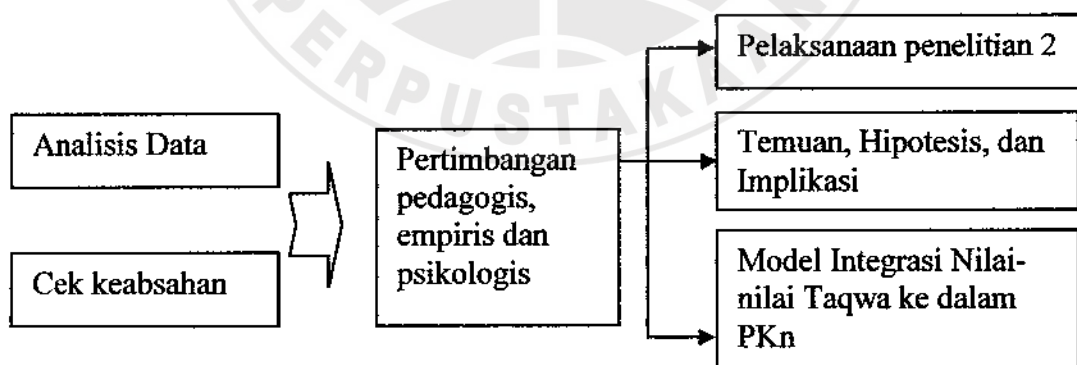 PERPUSTAKAAN
Analisis Data
Cek keabsahan
Pertimbangan
pedagogis,
empiris dan
psikologis
Pelaksanaan penelitian 2
Temuan, Hipotesis, dan
Implikasi
Model Integrasi Nilai-
nilai Taqwa ke dalam
PKn